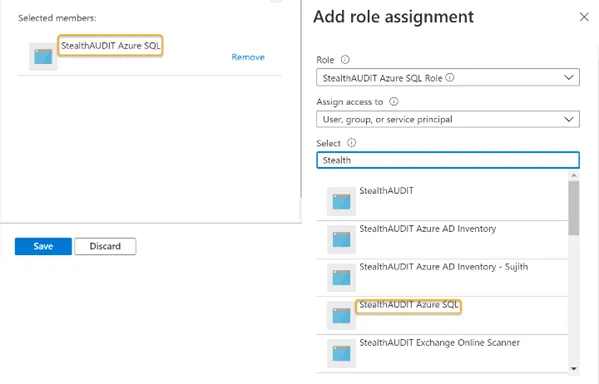 Selected members:
StealthAUDIT Azure SQL
Remove
Save
Discard
Add role assignment
Role
StealthAUDIT Azure SQL Role
Assign access to
User, group, or service principal
Select
Stealth
StealthAUDIT
StealthAUDIT Azure AD Inventory
StealthAUDIT Azure AD Inventory - Sujith
StealthAUDIT Azure SQL
StealthAUDIT Exchange Online Scanner